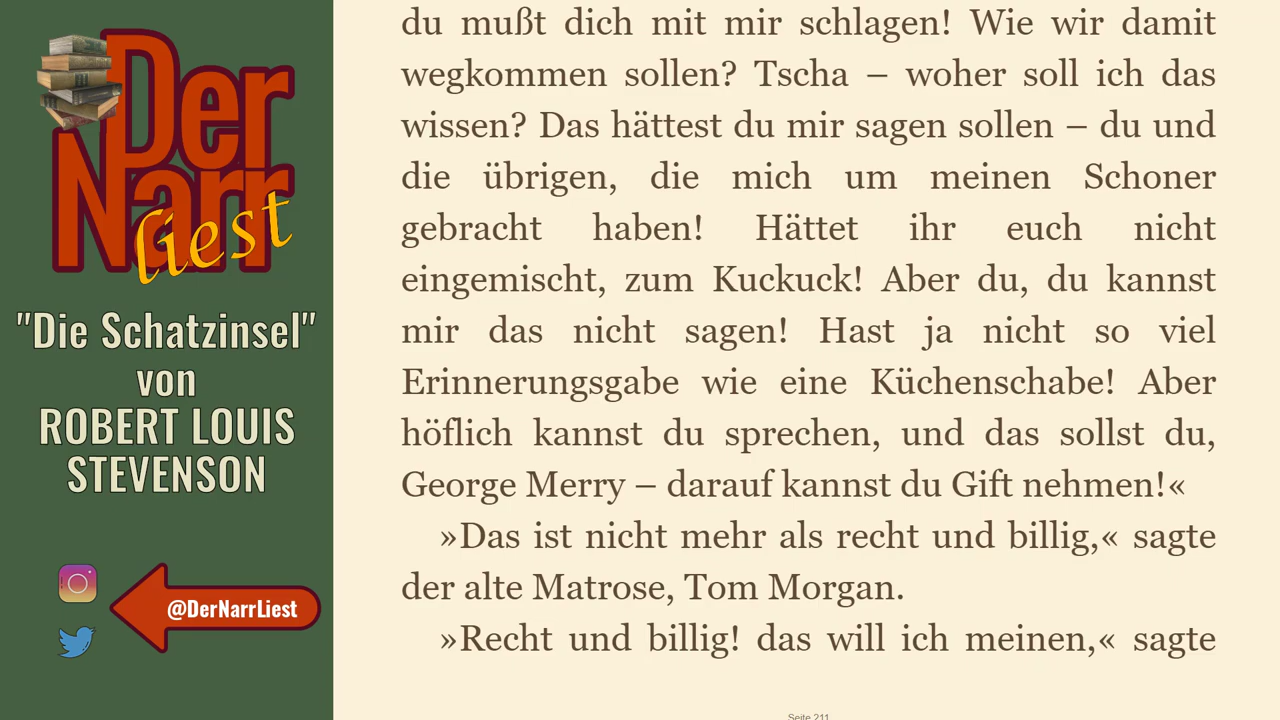 Der
Narr
liest
"Die Schatzinsel"
von
ROBERT LOUIS
STEVENSON
@DerNarrLiest
du mußt dich mit mir schlagen! Wie wir damit
wegkommen sollen? Tscha – woher soll ich das
wissen? Das hättest du mir sagen sollen – du und
die übrigen, die mich um meinen Schoner
gebracht haben! Hättet ihr euch nicht
eingemischt, zum Kuckuck! Aber du, du kannst
mir das nicht sagen! Hast ja nicht so viel
Erinnerungsgabe wie eine Küchenschabe! Aber
höflich kannst du sprechen, und das sollst du,
George Merry – darauf kannst du Gift nehmen!«
»Das ist nicht mehr als recht und billig,« sagte
der alte Matrose, Tom Morgan.
»Recht und billig! das will ich meinen,« sagte
Seite 211